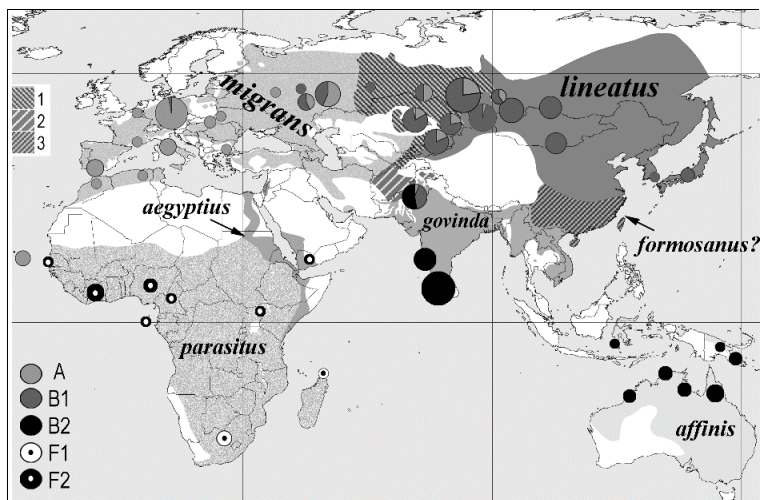 migrans
lineatus
1
2
3
aegyptius
govinda
formosanus?
parasitus
affinis
A
B1
B2
F1
F2